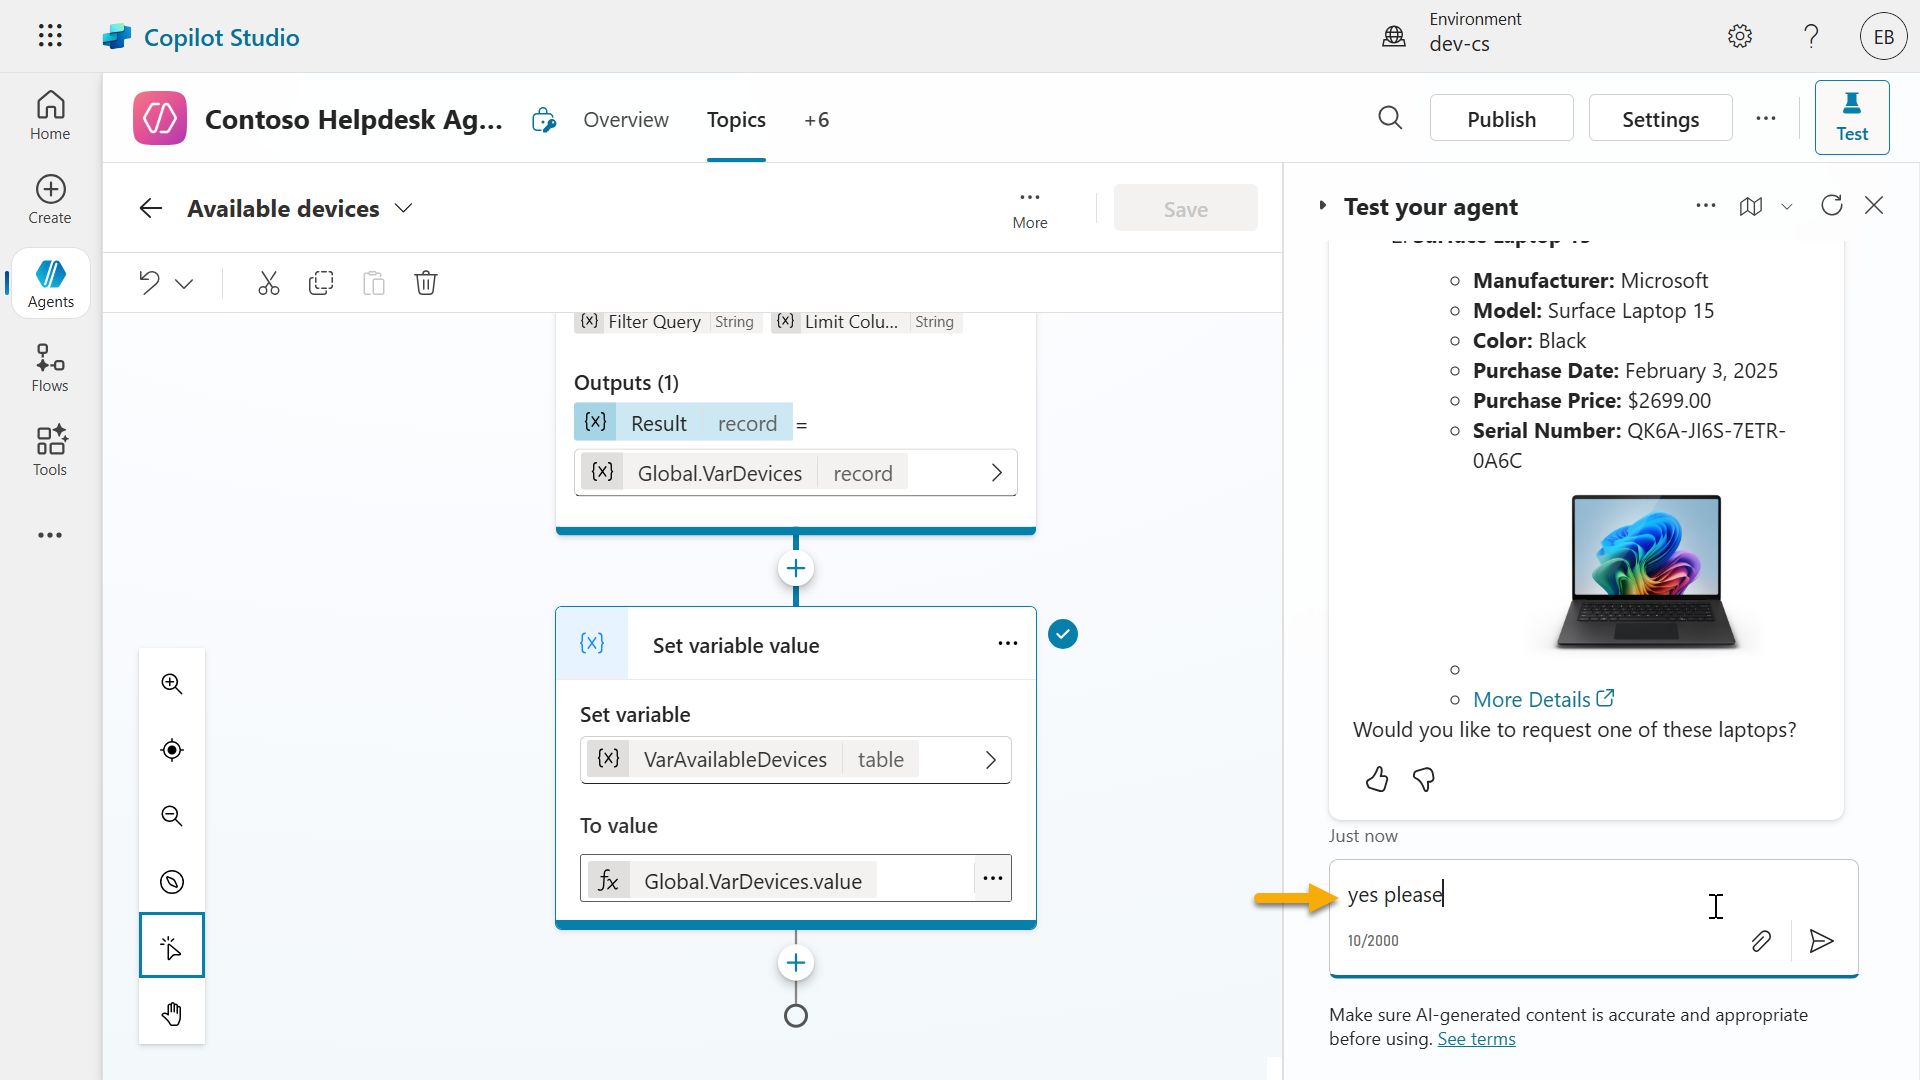 Copilot Studio
Environment
dev-cs
EB
Home
Create
Agents
Flows
Tools
Contoso Helpdesk Ag...
Overview
Topics
+6
Publish
Settings
Test
Available devices
More
Save
{x} Filter Query String
{x} Limit Colu... String
Outputs (1)
{x} Result record =
{x} Global.VarDevices record
{x} Set variable value
Set variable
{x} VarAvailableDevices table
To value
fx Global.VarDevices.value
Test your agent
2. Surface Laptop 15
Manufacturer: Microsoft
Model: Surface Laptop 15
Color: Black
Purchase Date: February 3, 2025
Purchase Price: $2699.00
Serial Number: QK6A-JI6S-7ETR-
0A6C
More Details
Would you like to request one of these laptops?
Just now
yes please
10/2000
Make sure AI-generated content is accurate and appropriate
before using. See terms